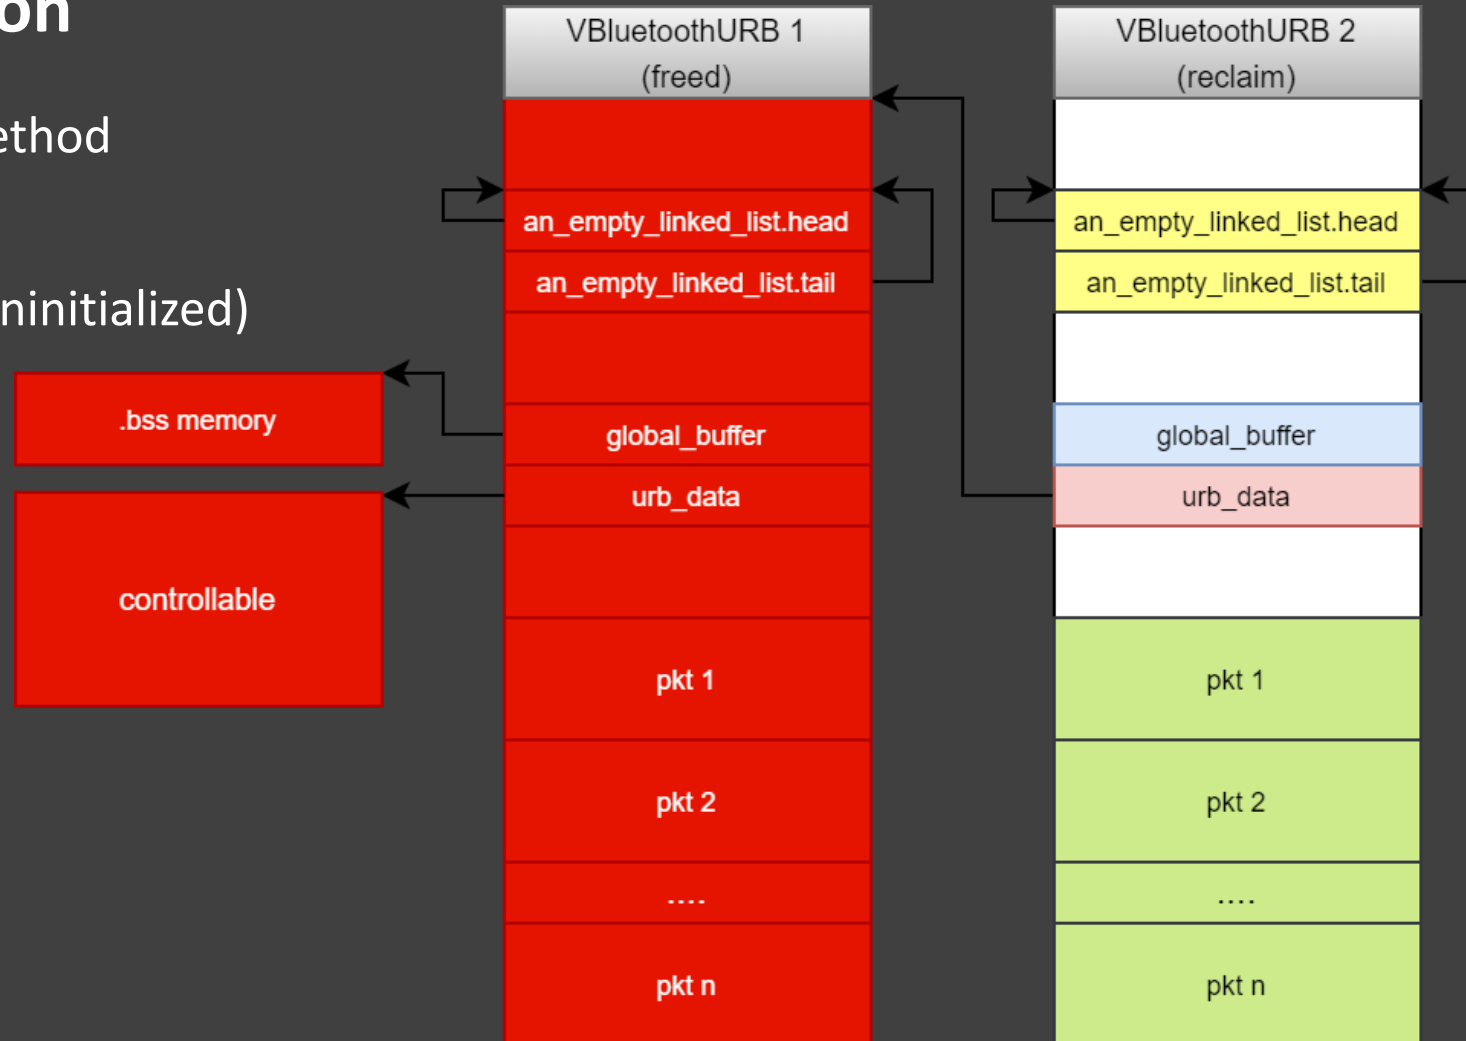 on
ethod
ninitialized)
.bss memory
controllable
VBluetoothURB 1
(freed)
an_empty_linked_list.head
an_empty_linked_list.tail
global_buffer
urb_data
pkt 1
pkt 2
....
pkt n
VBluetoothURB 2
(reclaim)
an_empty_linked_list.head
an_empty_linked_list.tail
global_buffer
urb_data
pkt 1
pkt 2
....
pkt n